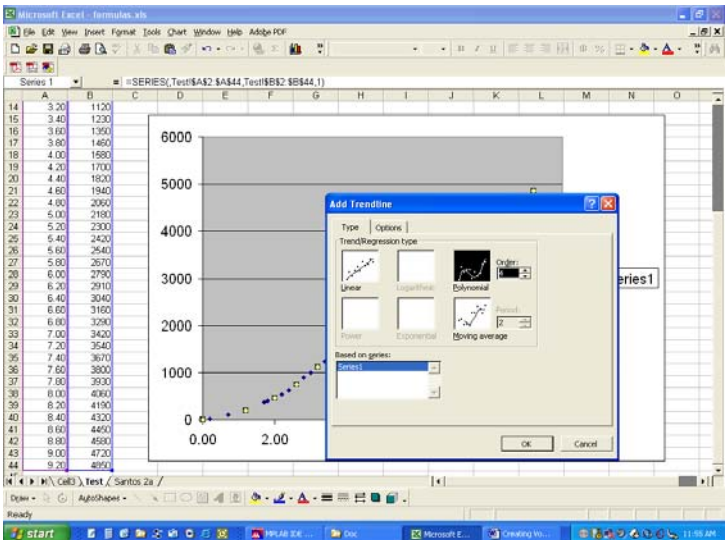 Microsoft Excel - formulas.xls
File Edit View Insert Format Tools Chart Window Help Adobe PDF
Series 1 = =SERIES(,Test!$A$2:$A$44,Test!$B$2:$B$44,1)
A B C D E F G H I J K L M N O
14 3.20 1120
15 3.40 1230
16 3.60 1350
17 3.80 1460
18 4.00 1580
19 4.20 1700
20 4.40 1820
21 4.60 1940
22 4.80 2060
23 5.00 2180
24 5.20 2300
25 5.40 2420
26 5.60 2540
27 5.80 2670
28 6.00 2790
29 6.20 2910
30 6.40 3040
31 6.60 3160
32 6.80 3290
33 7.00 3420
34 7.20 3540
35 7.40 3670
36 7.60 3800
37 7.80 3930
38 8.00 4060
39 8.20 4190
40 8.40 4320
41 8.60 4450
42 8.80 4580
43 9.00 4720
44 9.20 4850
6000
5000
4000
3000
2000
1000
0
0.00 2.00
eries1
Add Trendline
Type Options
Trend/Regression type
Order:
Linear Logarithmic Polynomial
Period:
2
Power Exponential Moving average
Based on series:
Series1
OK Cancel
Cell3 Test Santos 2a
Draw AutoShapes
Ready
start MPLAB IDE ... Doc Microsoft E... Creating Vo... 11:55 AM